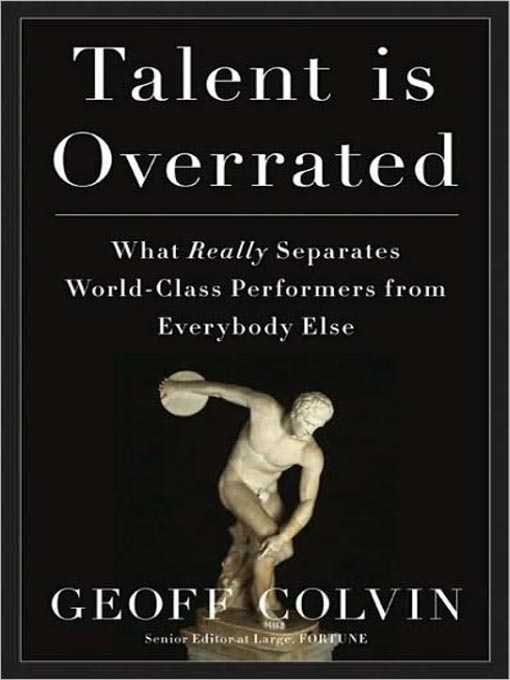 Talent is
Overrated
What Really Separates
World-Class Performers from
Everybody Else
GEOFF COLVIN
Senior Editor at Large, FORTUNE